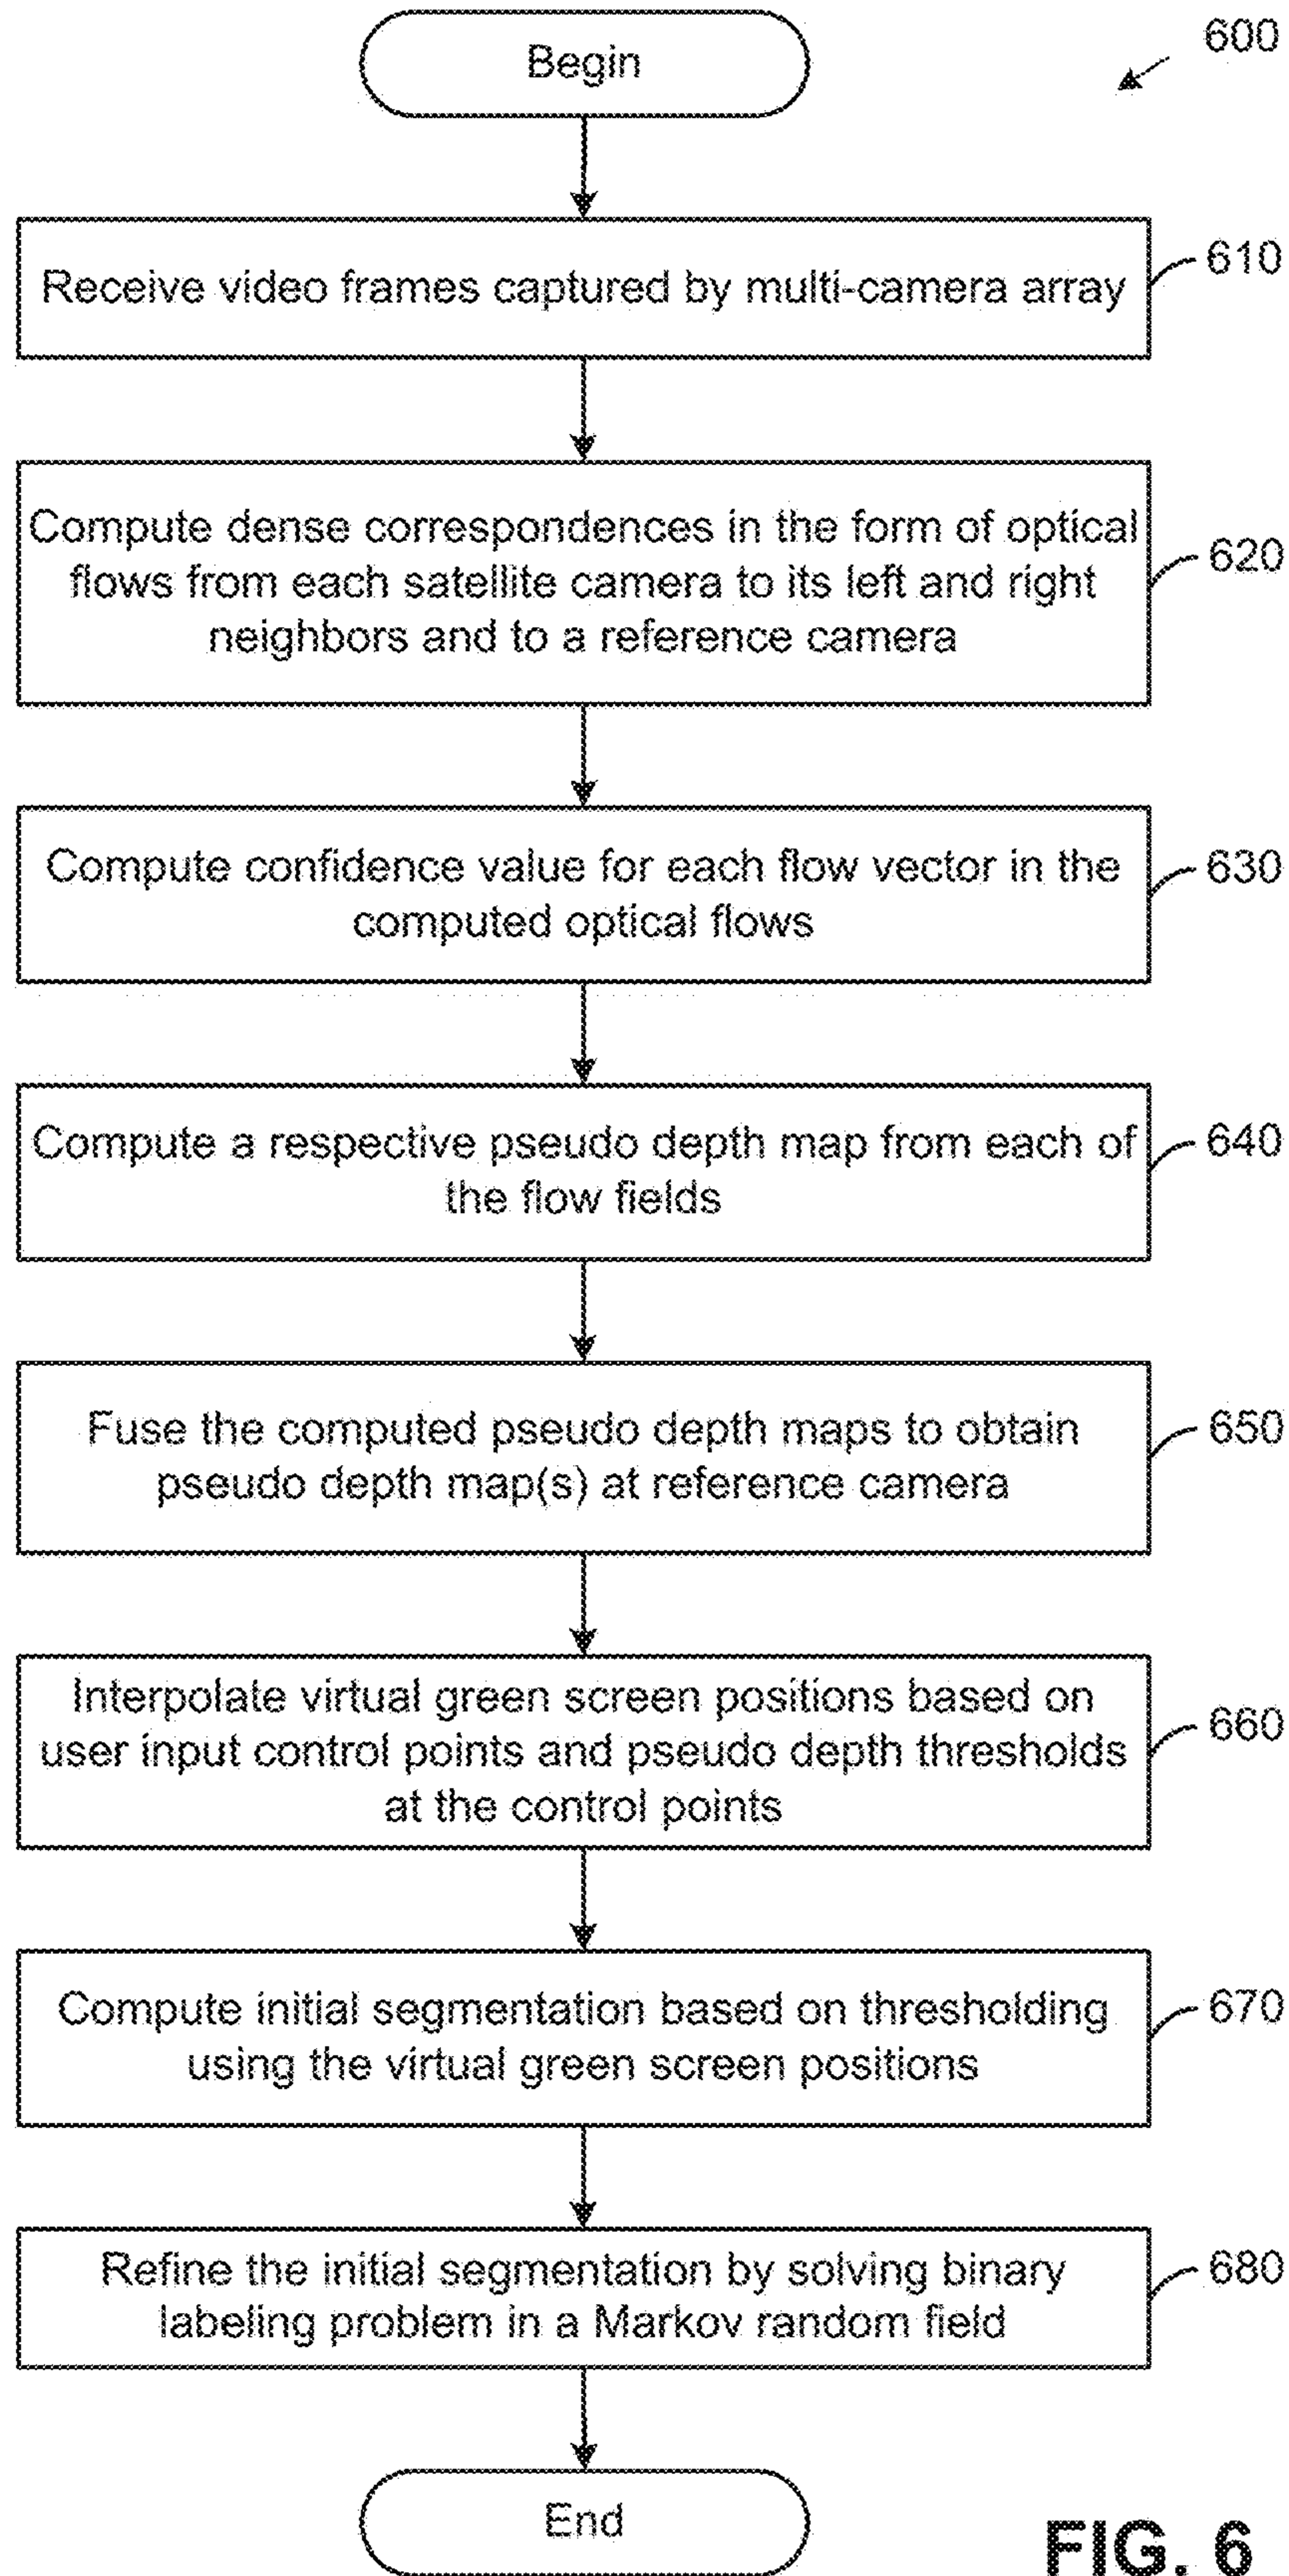 Begin
600
Receive video frames captured by multi-camera array
610
Compute dense correspondences in the form of optical
flows from each satellite camera to its left and right
neighbors and to a reference camera
620
Compute confidence value for each flow vector in the
computed optical flows
630
Compute a respective pseudo depth map from each of
the flow fields
640
Fuse the computed pseudo depth maps to obtain
pseudo depth map(s) at reference camera
650
Interpolate virtual green screen positions based on
user input control points and pseudo depth thresholds
at the control points
660
Compute initial segmentation based on thresholding
using the virtual green screen positions
670
Refine the initial segmentation by solving binary
labeling problem in a Markov random field
680
End
FIG. 6